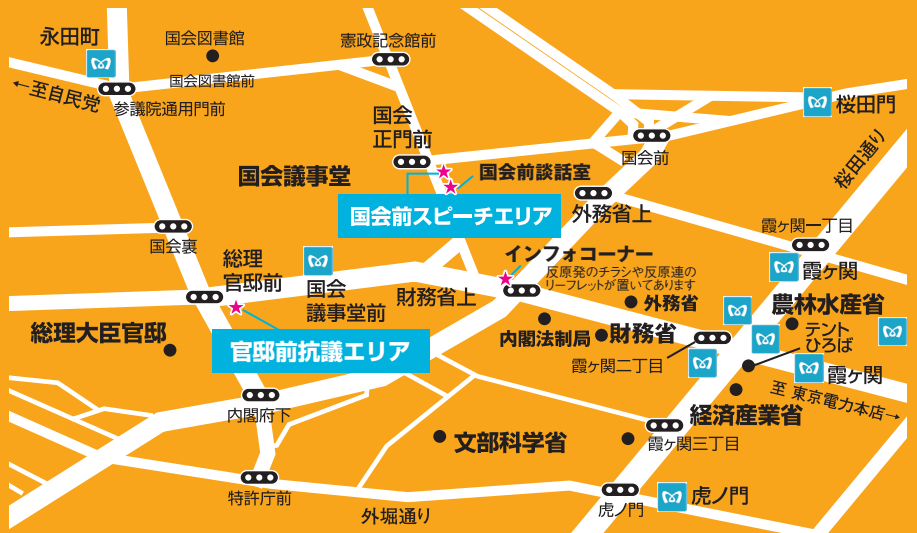 永田町
国会図書館
憲政記念館前
国会図書館前
←至自民党
参議院通用門前
桜田門
国会
正門前
国会前
桜田通り
国会議事堂
国会前談話室
国会前スピーチエリア
外務省上
霞ヶ関一丁目
国会裏
総理
官邸前
国会
議事堂前
インフォコーナー
反原発のチラシや反原連の
リーフレットが置いてあります
霞ヶ関
財務省上
外務省
農林水産省
総理大臣官邸
内閣法制局
財務省
テント
ひろば
官邸前抗議エリア
霞ヶ関二丁目
霞ヶ関
至 東京電力本店→
内閣府下
経済産業省
文部科学省
霞ヶ関三丁目
特許庁前
外堀通り
虎ノ門
虎ノ門